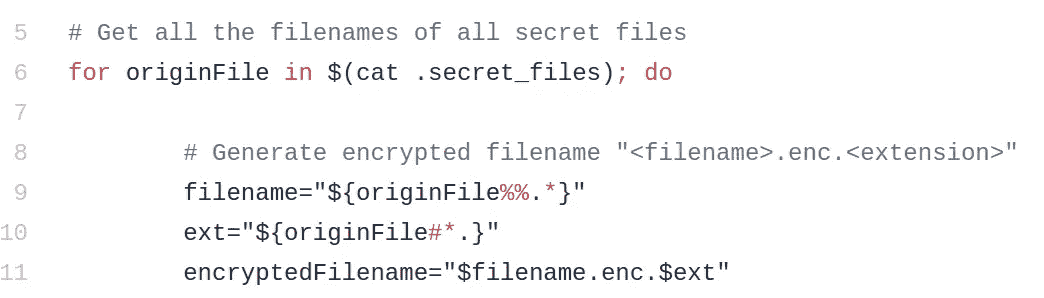 5 # Get all the filenames of all secret files
6 for originFile in $(cat .secret_files); do
7
8 # Generate encrypted filename "<filename>.enc.<extension>"
9 filename="${originFile%%.*}"
10 ext="${originFile#*.}"
11 encryptedFilename="$filename.enc.$ext"